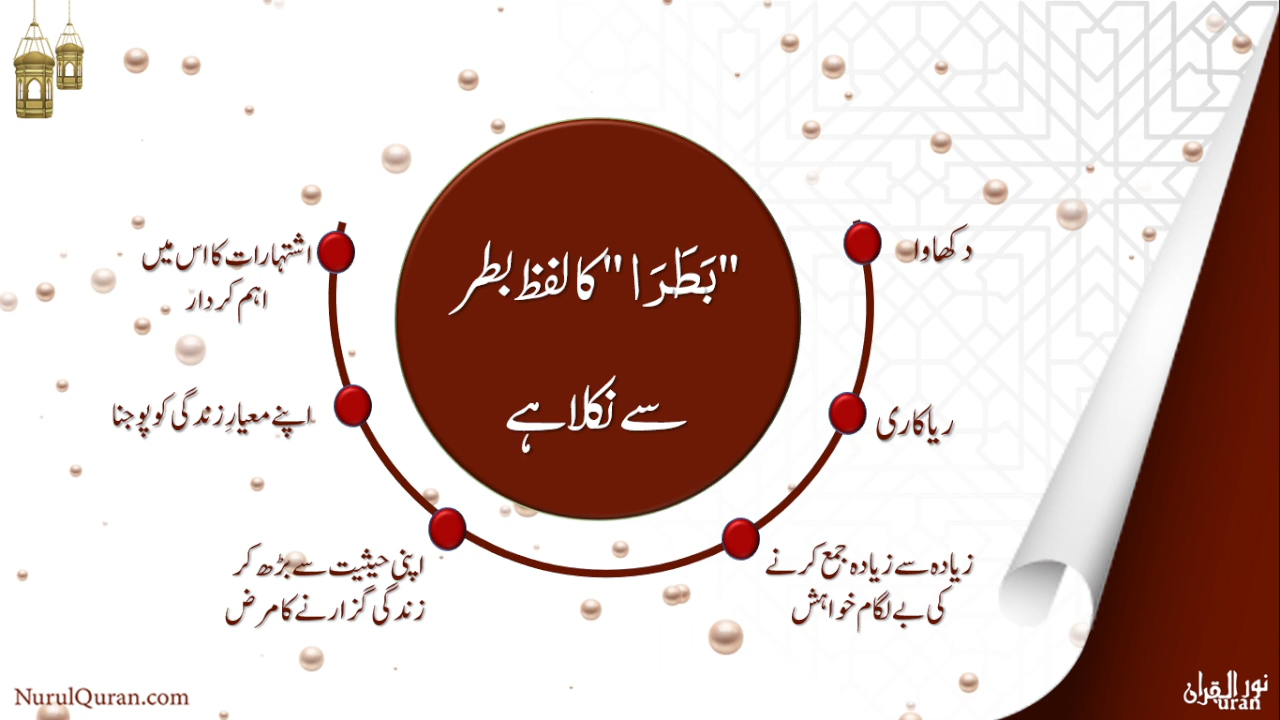 "بَطَرَا" کا لفظ بطر
سے نکلا ہے
دکھاوا
ریاکاری
زیادہ سے زیادہ جمع کرنے
کی بے لگام خواہش
اپنی حیثیت سے بڑھ کر
زندگی گزارنے کا مرض
اپنے معیارِ زندگی کو پوجنا
اشتہارات کا اس میں
اہم کردار
NurulQuran.com
نور القرآن
uran